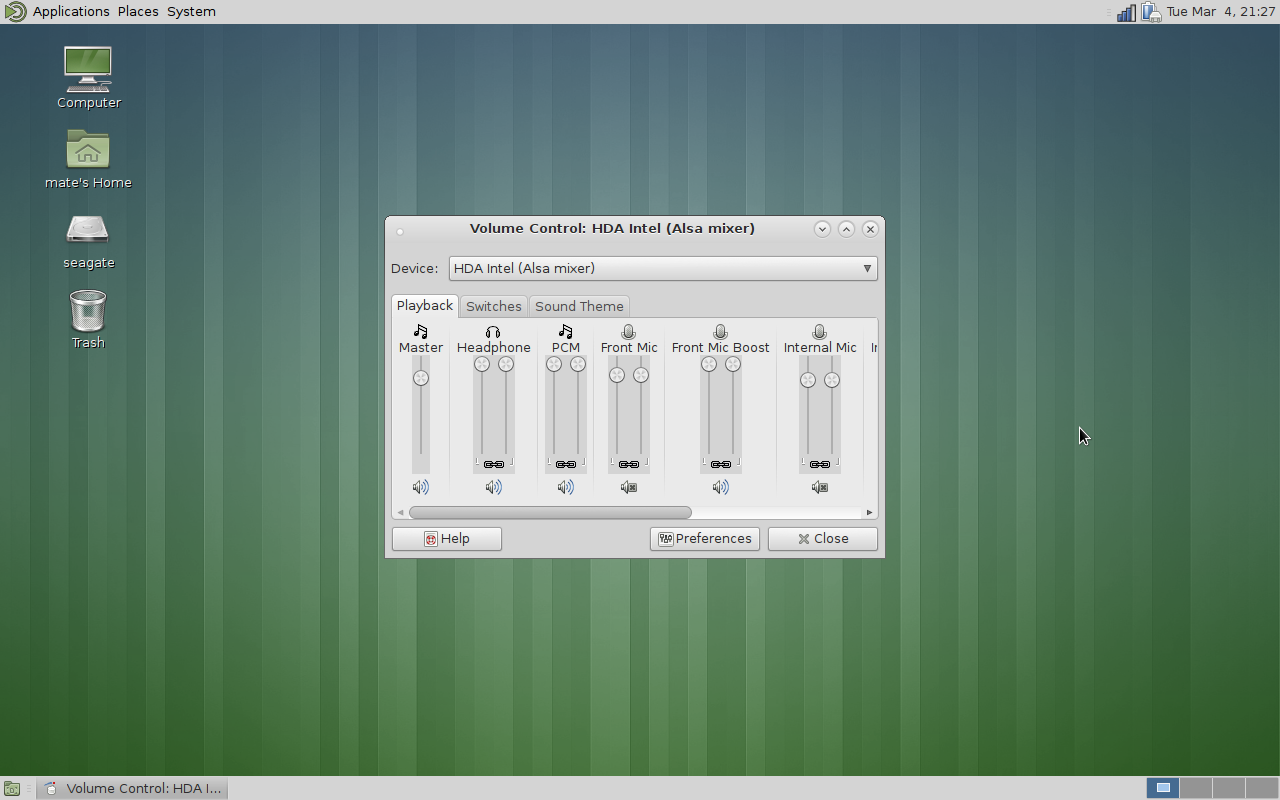 Applications Places System
Tue Mar 4, 21:27
Computer
mate's Home
seagate
Trash
Volume Control: HDA Intel (Alsa mixer)
Device: HDA Intel (Alsa mixer)
Playback Switches Sound Theme
Master Headphone PCM Front Mic Front Mic Boost Internal Mic
Help Preferences Close
Volume Control: HDA I...